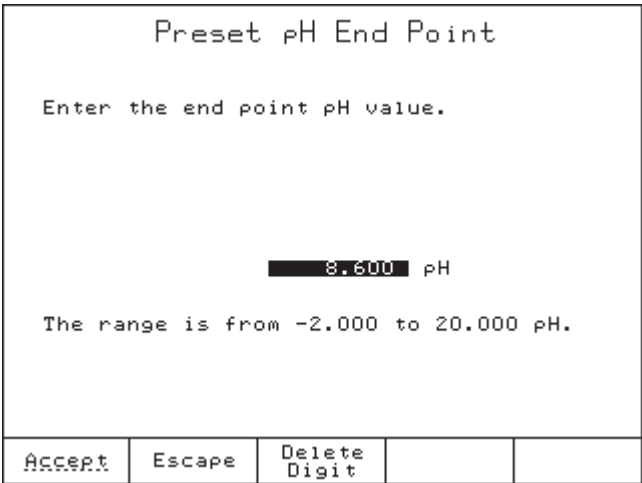 Preset pH End Point
Enter the end point pH value.
8.600 pH
The range is from -2.000 to 20.000 pH.
Accept Escape Delete Digit